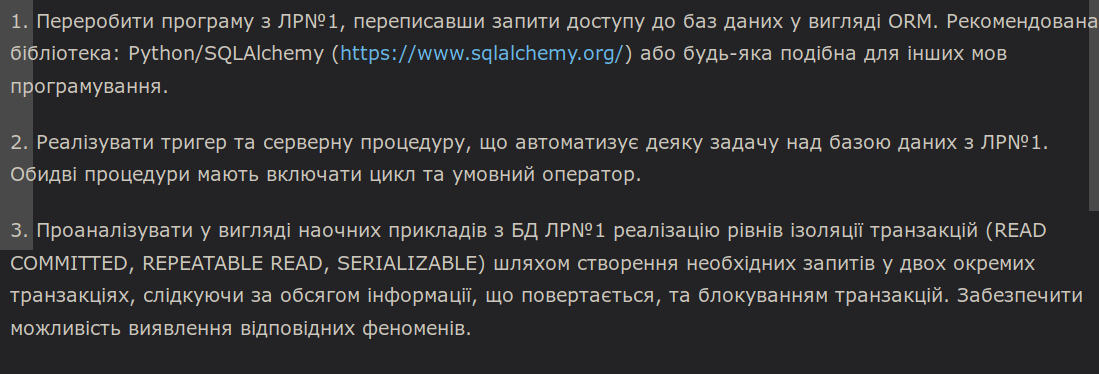 1. Переробити програму з ЛР№1, переписавши запити доступу до баз даних у вигляді ORM. Рекомендована
бібліотека: Python/SQLAlchemy (https://www.sqlalchemy.org/) або будь-яка подібна для інших мов
програмування.
2. Реалізувати тригер та серверну процедуру, що автоматизує деяку задачу над базою даних з ЛР№1.
Обидві процедури мають включати цикл та умовний оператор.
3. Проаналізувати у вигляді наочних прикладів з БД ЛР№1 реалізацію рівнів ізоляції транзакцій (READ
COMMITTED, REPEATABLE READ, SERIALIZABLE) шляхом створення необхідних запитів у двох окремих
транзакціях, слідкуючи за обсягом інформації, що повертається, та блокуванням транзакцій. Забезпечити
можливість виявлення відповідних феноменів.